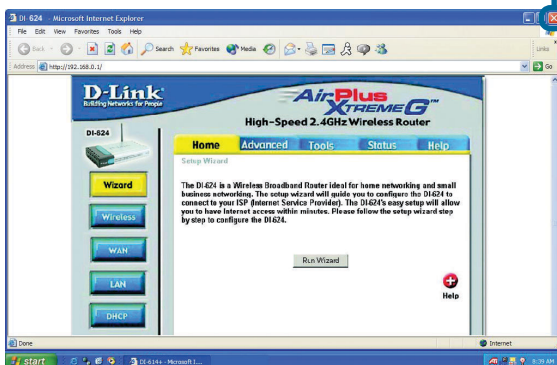 DI-624 - Microsoft Internet Explorer
File Edit View Favorites Tools Help
Back Search Favorites Media Links
Address http://192.168.0.1/ Go
D-Link
Building Networks for People
AirPlus
XTREME G™
High-Speed 2.4GHz Wireless Router
DI-624
Home Advanced Tools Status Help
Setup Wizard
Wizard
The DI-624 is a Wireless Broadband Router ideal for home networking and small
business networking. The setup wizard will guide you to configure the DI-624 to
connect to your ISP (Internet Service Provider). The DI-624's easy setup will allow
you to have Internet access within minutes. Please follow the setup wizard step
by step to configure the DI-624.
Wireless
WAN
Run Wizard
LAN
Help
DHCP
Done Internet
start DI-614+ - Microsoft I... 8:39 AM